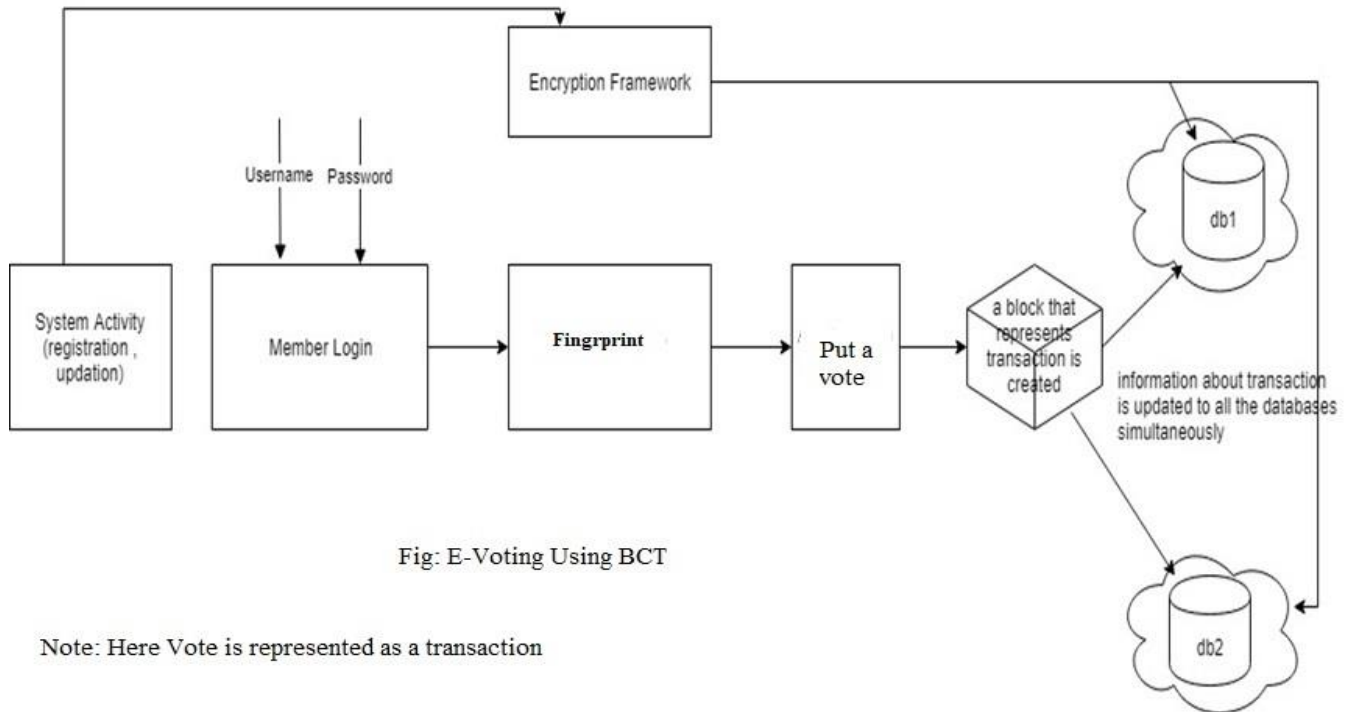 Encryption Framework
Username
Password
db1
System Activity
(registration ,
updation)
Member Login
Fingrprint
Put a
vote
a block that
represents
transaction is
created
information about transaction
is updated to all the databases
simultaneously
Fig: E-Voting Using BCT
Note: Here Vote is represented as a transaction
db2